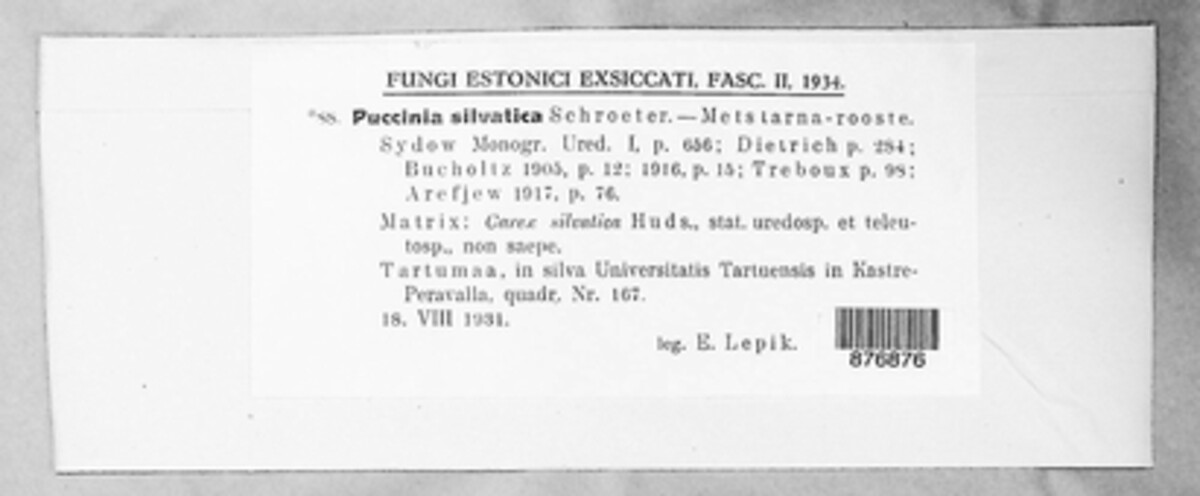 FUNGI ESTONICI EXSICCATI, FASC. II, 1934.
*88. Puccinia silvatica Schroeter. — Mets tarna-rooste.
Sydow Monogr. Ured. I, p. 656; Dietrich p. 284;
Bucholtz 1905, p. 12; 1916, p. 15; Treboux p. 98;
Arefjew 1917, p. 76.
Matrix: Carex silvatica Huds., stat. uredosp. et teleu-
tosp., non saepe.
Tartumaa, in silva Universitatis Tartuensis in Kastre-
Peravalla, quadr. Nr. 167.
18. VIII 1931.
leg. E. Lepik.
876876